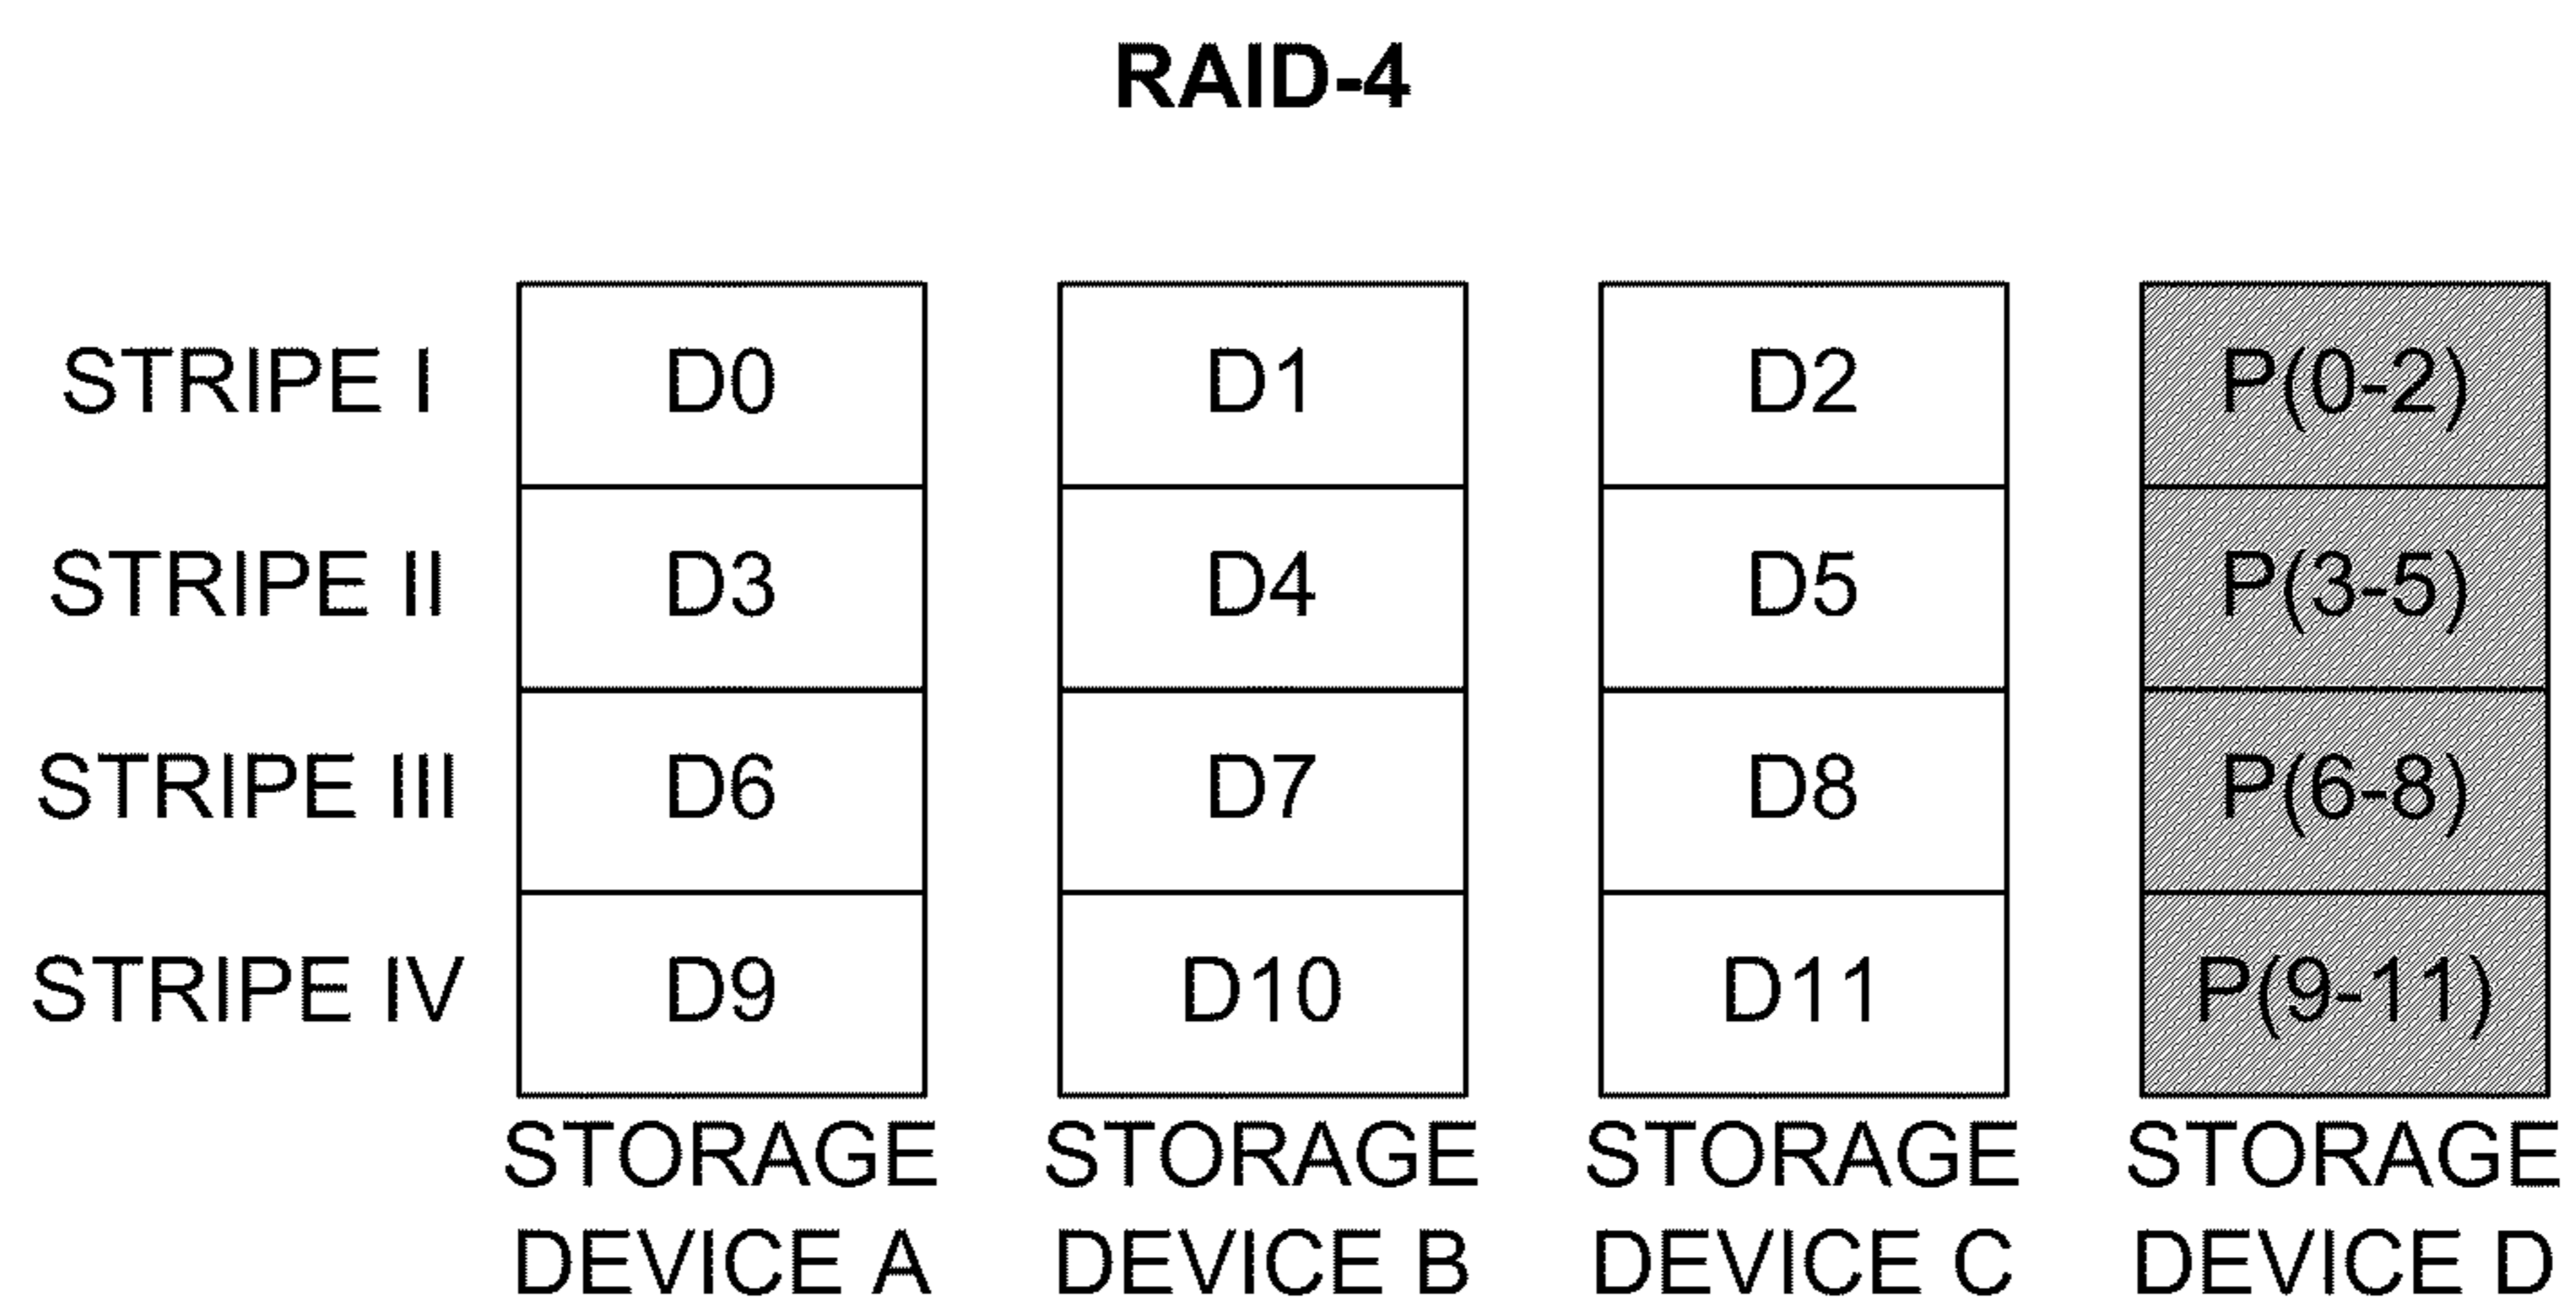 RAID-4
STRIPE I D0 D1 D2 P(0-2)
STRIPE II D3 D4 D5 P(3-5)
STRIPE III D6 D7 D8 P(6-8)
STRIPE IV D9 D10 D11 P(9-11)
STORAGE STORAGE STORAGE STORAGE
DEVICE A DEVICE B DEVICE C DEVICE D